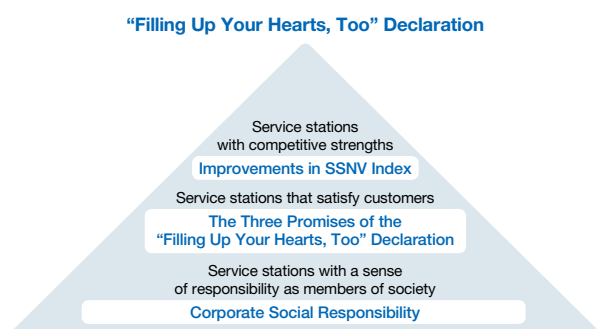 “Filling Up Your Hearts, Too” Declaration
Service stations
with competitive strengths
Improvements in SSNV Index
Service stations that satisfy customers
The Three Promises of the
“Filling Up Your Hearts, Too” Declaration
Service stations with a sense
of responsibility as members of society
Corporate Social Responsibility